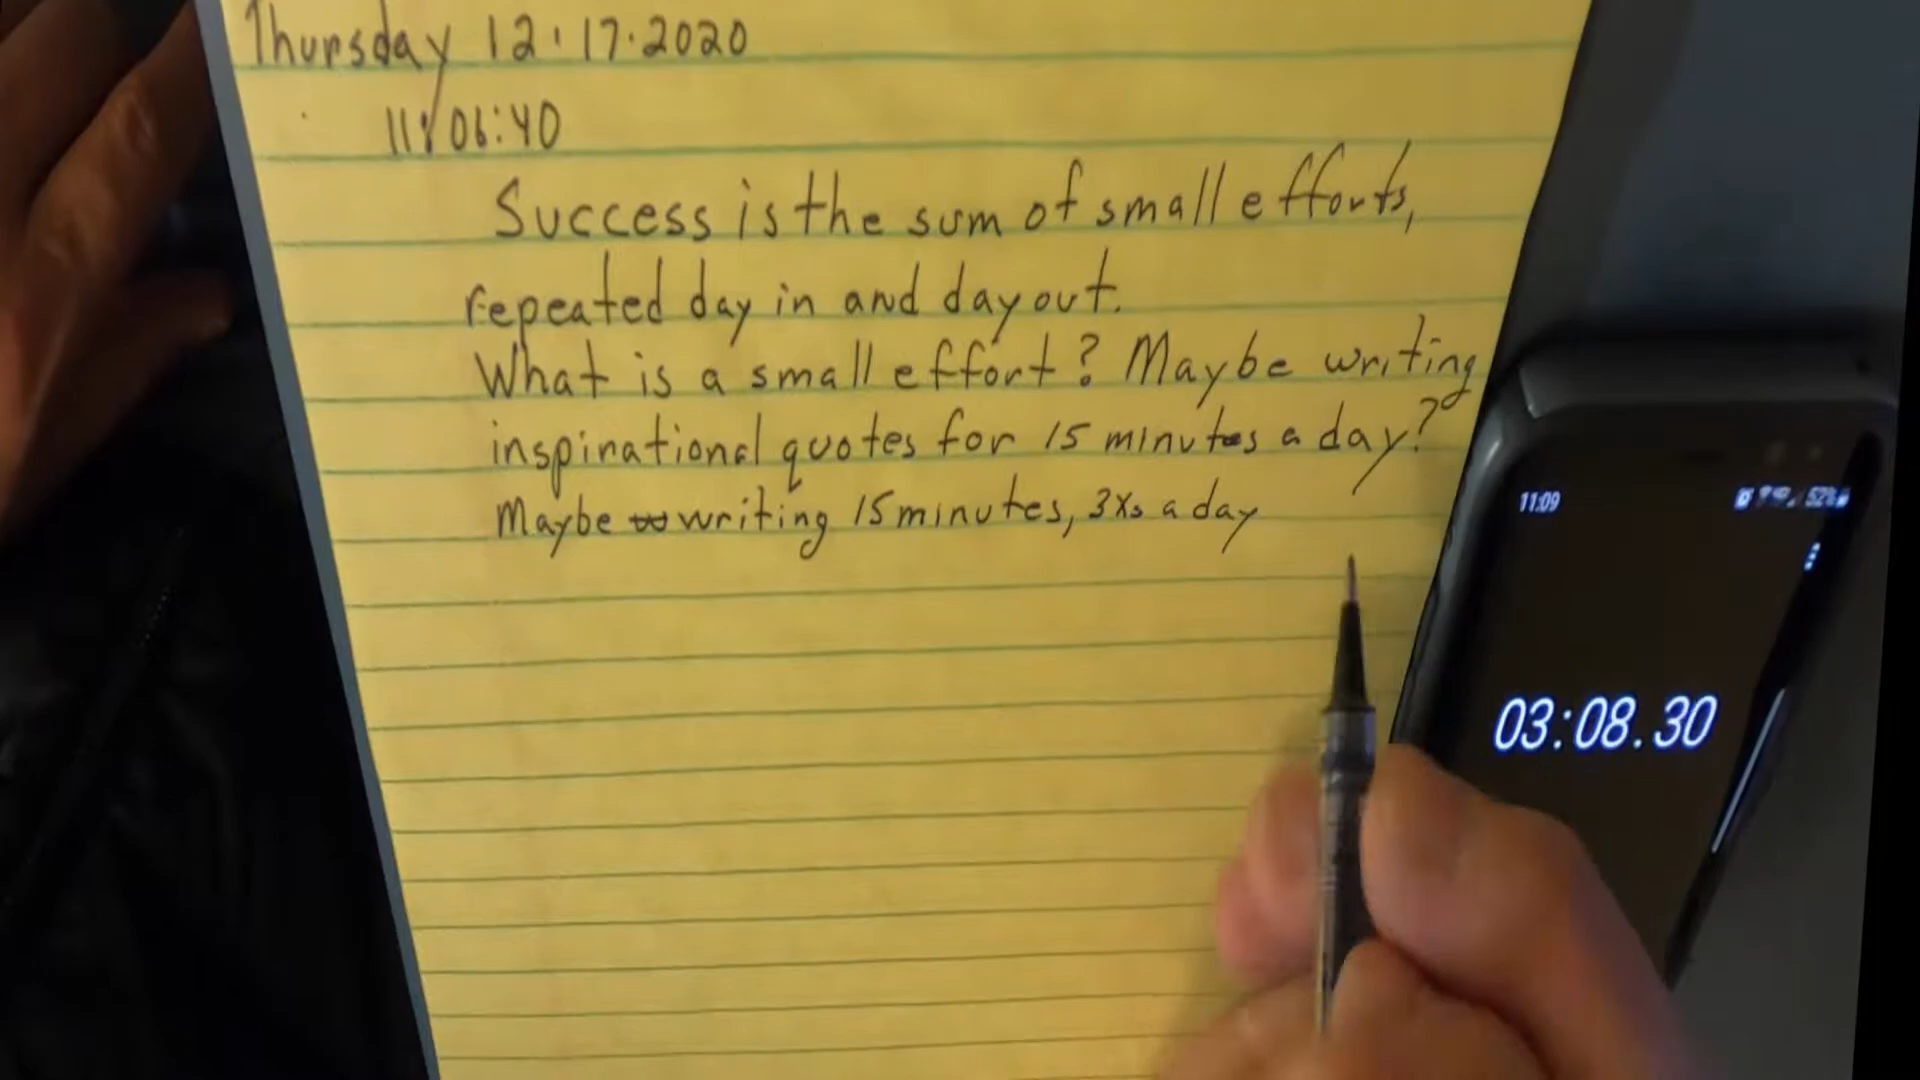 Thursday 12.17.2020
11:06:40
Success is the sum of small efforts,
repeated day in and day out.
What is a small effort? Maybe writing
inspirational quotes for 15 minutes a day?
Maybe writing 15 minutes, 3xs a day
11:09
52%
03:08.30